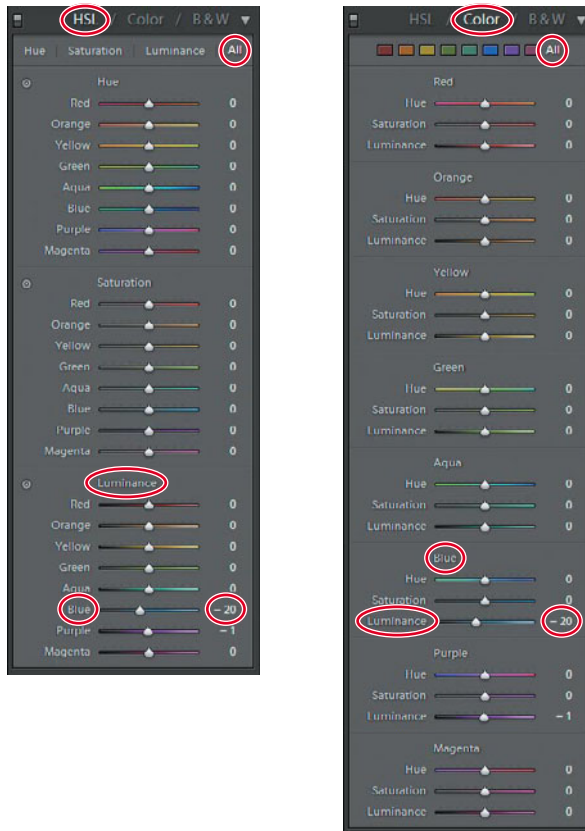 HSL / Color / B & W
Hue | Saturation | Luminance | All
Hue
Red 0
Orange 0
Yellow 0
Green 0
Aqua 0
Blue 0
Purple 0
Magenta 0
Saturation
Red 0
Orange 0
Yellow 0
Green 0
Aqua 0
Blue 0
Purple 0
Magenta 0
Luminance
Red 0
Orange 0
Yellow 0
Green 0
Aqua 0
Blue – 20
Purple – 1
Magenta 0
HSL / Color / B & W
All
Red
Hue 0
Saturation 0
Luminance 0
Orange
Hue 0
Saturation 0
Luminance 0
Yellow
Hue 0
Saturation 0
Luminance 0
Green
Hue 0
Saturation 0
Luminance 0
Aqua
Hue 0
Saturation 0
Luminance 0
Blue
Hue 0
Saturation 0
Luminance – 20
Purple
Hue 0
Saturation 0
Luminance – 1
Magenta
Hue 0
Saturation 0
Luminance 0